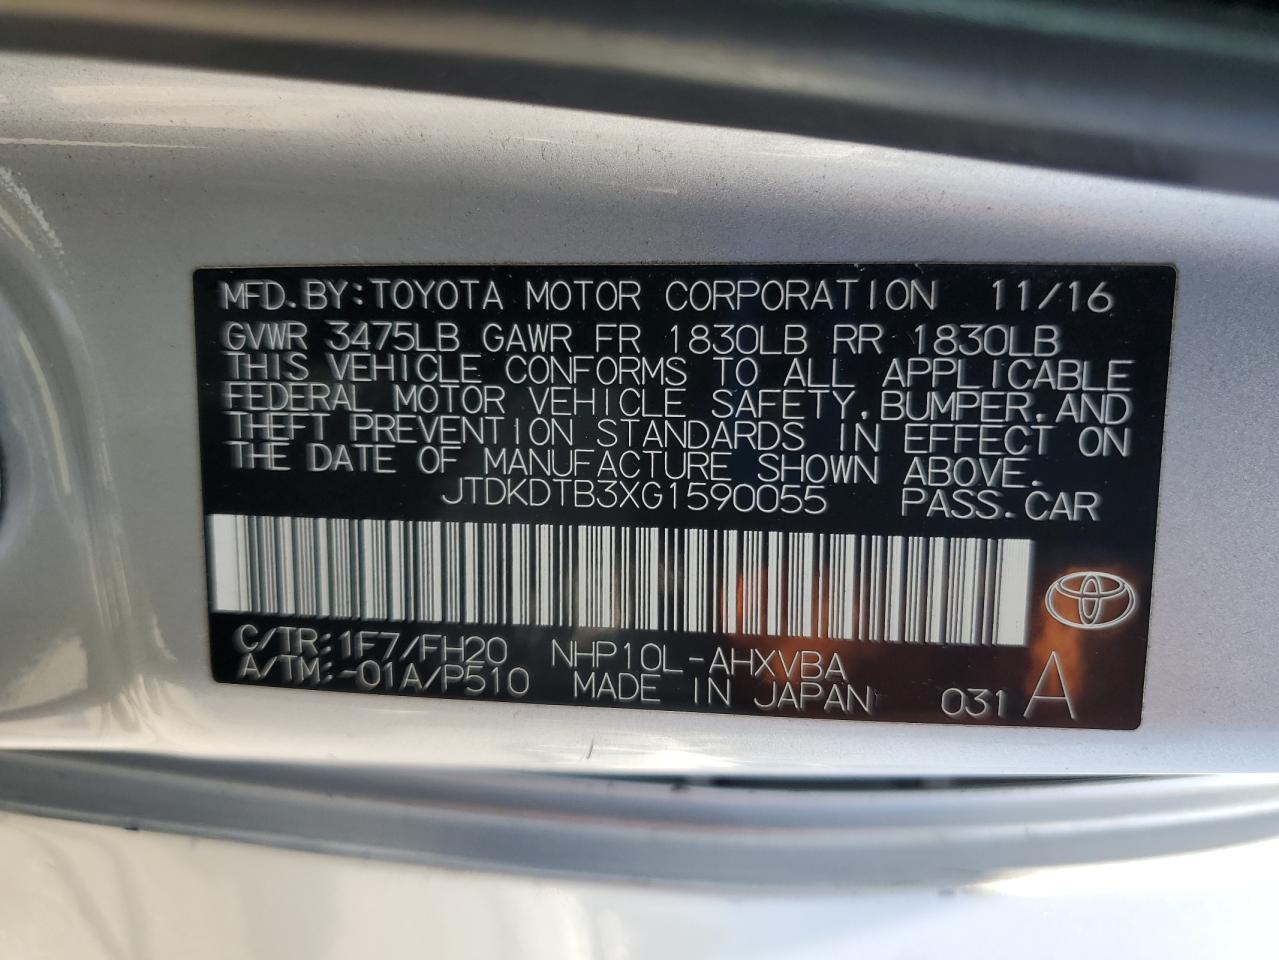 MFD.BY:TOYOTA MOTOR CORPORATION 11/16
GVWR 3475LB GAWR FR 1830LB RR 1830LB
THIS VEHICLE CONFORMS TO ALL APPLICABLE
FEDERAL MOTOR VEHICLE SAFETY,BUMPER,AND
THEFT PREVENTION STANDARDS IN EFFECT ON
THE DATE OF MANUFACTURE SHOWN ABOVE.
JTDKDTB3XG1590055 PASS.CAR
C/TR:1F7/FH20 NHP10L-AHXVBA
A/TM:-01A/P510 MADE IN JAPAN 031 A